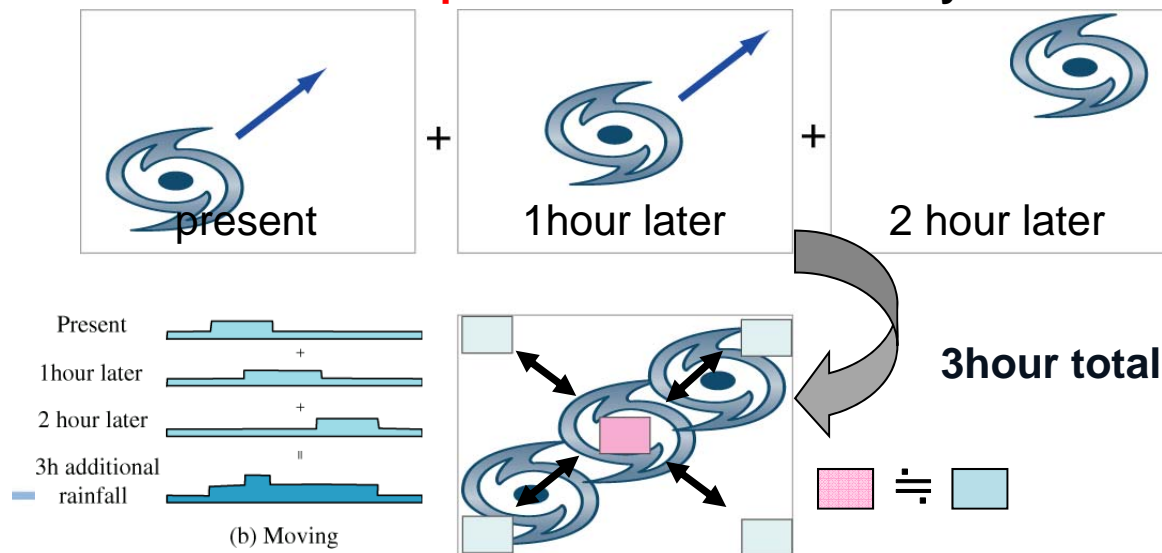 +
+
present
1hour later
2 hour later
Present
+
1hour later
+
2 hour later
=
3h additional
rainfall
(b) Moving
3hour total
≒